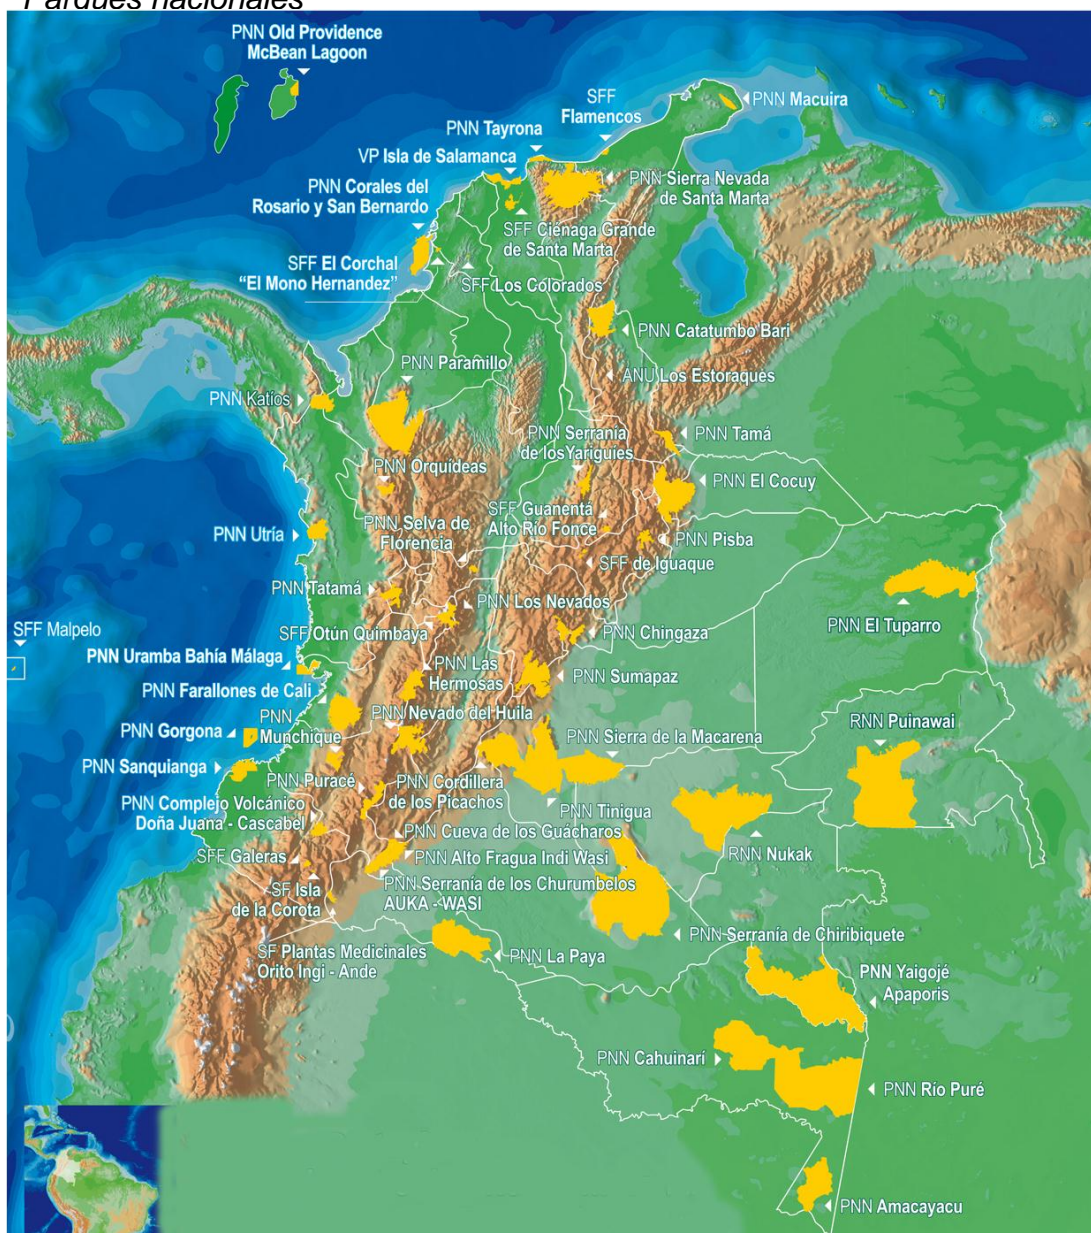 Parques nacionales
PNN Old Providence
McBean Lagoon
SFF
Flamencos
PNN Macuira
PNN Tayrona
VP Isla de Salamanca
PNN Corales del
Rosario y San Bernardo
PNN Sierra Nevada
de Santa Marta
SFF Ciénaga Grande
de Santa Marta
SFF El Corchal
“El Mono Hernandez”
SFF Los Colorados
PNN Catatumbo Bari
PNN Paramillo
ANU Los Estoraques
PNN Katíos
PNN Serranía
de los Yariguies
PNN Tamá
PNN Orquídeas
PNN El Cocuy
SFF Guanentá
Alto Río Fonce
PNN Selva de
Florencia
PNN Utría
PNN Pisba
SFF de Iguaque
PNN Tatamá
PNN Los Nevados
PNN El Tuparro
SFF Otún Quimbaya
PNN Chingaza
SFF Malpelo
PNN Uramba Bahía Málaga
PNN Las
Hermosas
PNN Sumapaz
PNN Farallones de Cali
PNN
Munchique
PNN Nevado del Huila
PNN Gorgona
RNN Puinawai
PNN Sierra de la Macarena
PNN Sanquianga
PNN Puracé
PNN Cordillera
de los Picachos
PNN Complejo Volcánico
Doña Juana - Cascabel
PNN Tinigua
PNN Cueva de los Guácharos
SFF Galeras
PNN Alto Fragua Indi Wasi
RNN Nukak
SF Isla
de la Corota
PNN Serranía de los Churumbelos
AUKA - WASI
PNN Serranía de Chiribiquete
SF Plantas Medicinales
Orito Ingi - Ande
PNN La Paya
PNN Yaigojé
Apaporis
PNN Cahuinarí
PNN Río Puré
PNN Amacayacu